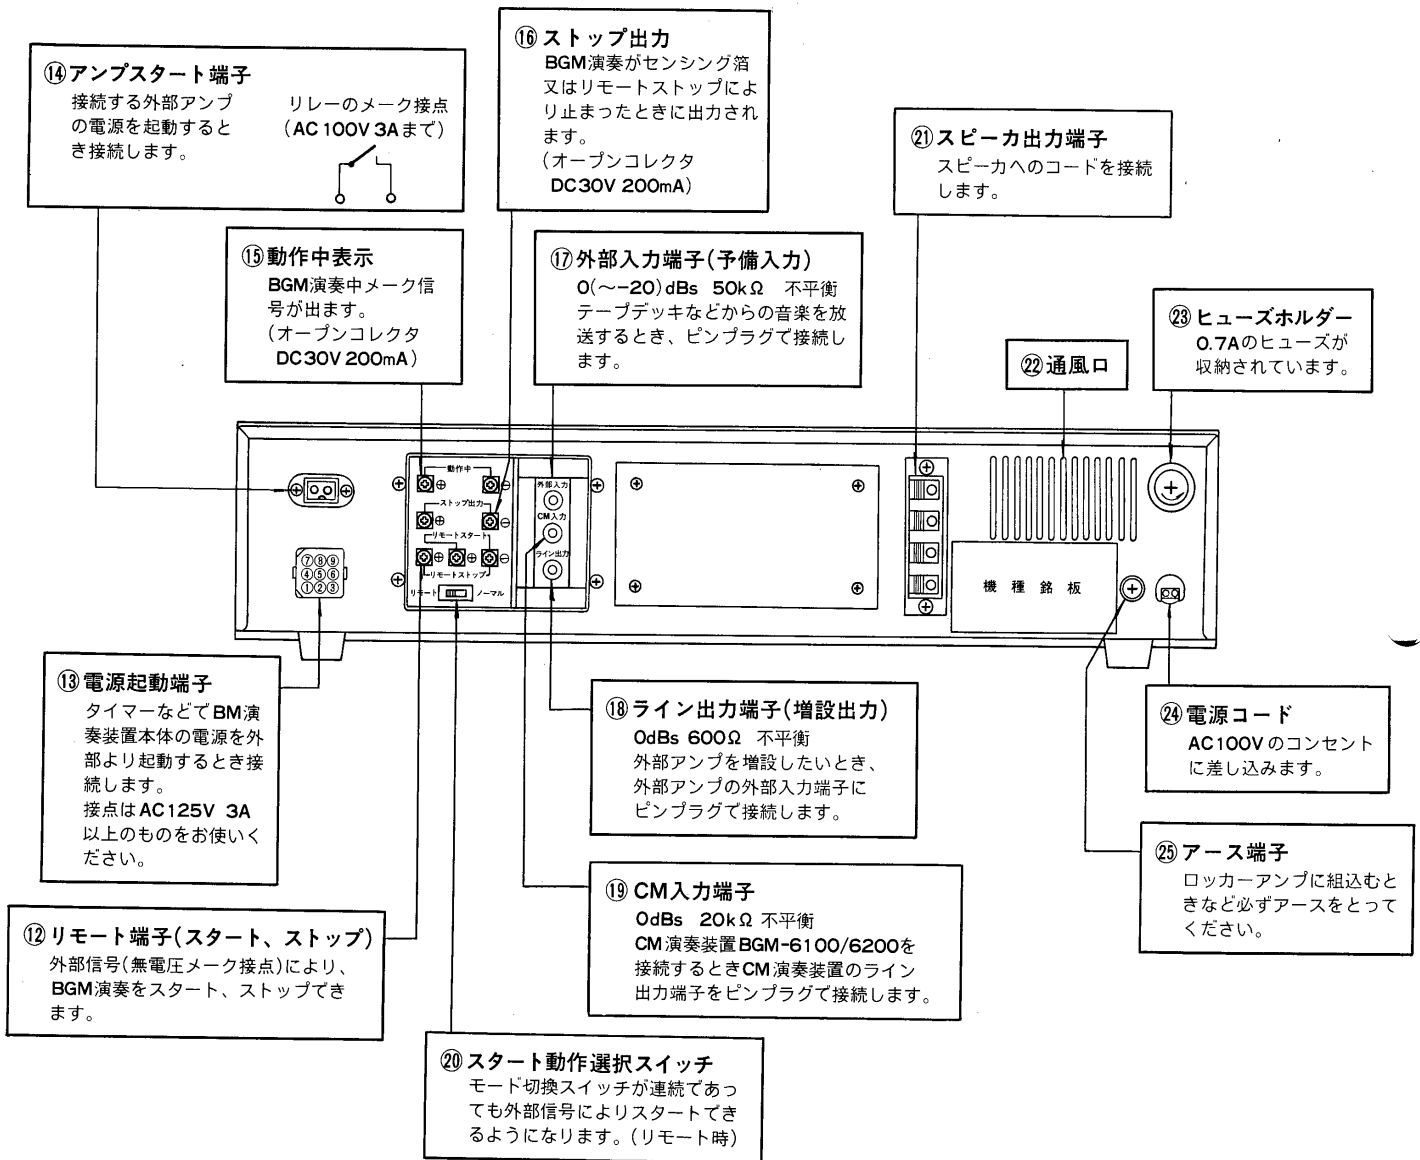 ⑭アンプスタート端子
接続する外部アンプ
の電源を起動すると
き接続します。
リレーのメーク接点
(AC100V 3Aまで)
⑯ストップ出力
BGM演奏がセンシング箔
又はリモートストップによ
り止まったときに出力され
ます。
(オープンコレクタ
DC30V 200mA)
㉑スピーカ出力端子
スピーカへのコードを接続
します。
⑮動作中表示
BGM演奏中メーク信
号が出ます。
(オープンコレクタ
DC30V 200mA)
⑰外部入力端子(予備入力)
0(〜-20)dBs 50kΩ 不平衡
テープデッキなどからの音楽を放
送するとき、ピンプラグで接続し
ます。
㉒通風口
㉓ヒューズホルダー
0.7Aのヒューズが
収納されています。
動作中
⊕ ⊖
ストップ出力
⊕ ⊖
リモートスタート
⊕ ⊕ ⊖
リモートストップ
リモート ノーマル
外部入力
CM入力
ライン出力
⑦⑧⑨
④⑤⑥
①②③
機種銘板
⑬電源起動端子
タイマーなどでBM演
奏装置本体の電源を外
部より起動するとき接
続します。
接点はAC125V 3A
以上のものをお使いく
ださい。
⑱ライン出力端子(増設出力)
0dBs 600Ω 不平衡
外部アンプを増設したいとき、
外部アンプの外部入力端子に
ピンプラグで接続します。
㉔電源コード
AC100Vのコンセント
に差し込みます。
㉕アース端子
ロッカーアンプに組込むと
きなど必ずアースをとって
ください。
⑫リモート端子(スタート、ストップ)
外部信号(無電圧メーク接点)により、
BGM演奏をスタート、ストップでき
ます。
⑲CM入力端子
0dBs 20kΩ 不平衡
CM演奏装置BGM-6100/6200を
接続するときCM演奏装置のライン
出力端子をピンプラグで接続します。
⑳スタート動作選択スイッチ
モード切換スイッチが連続であっ
ても外部信号によりスタートでき
るようになります。(リモート時)